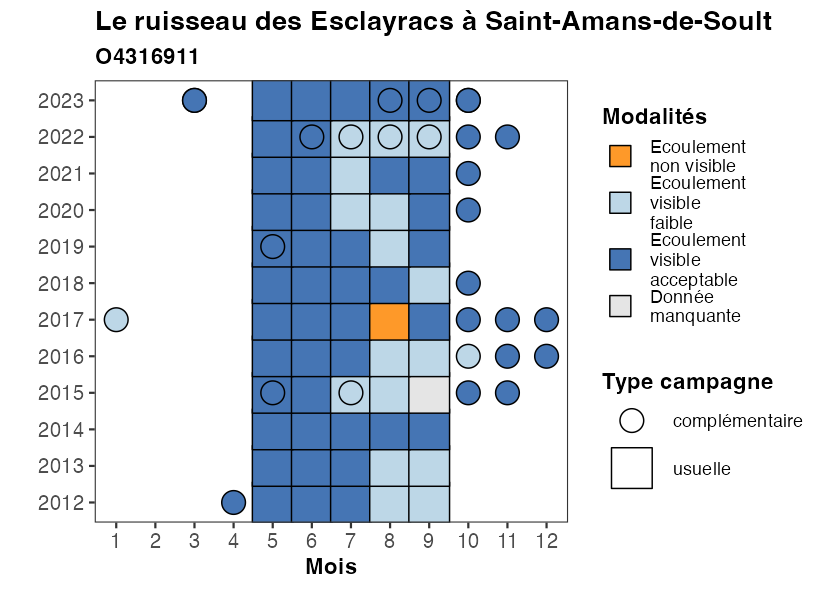 Le ruisseau des Esclayracs à Saint-Amans-de-Soult
O4316911
2023
2022
2021
2020
2019
2018
2017
2016
2015
2014
2013
2012
1 2 3 4 5 6 7 8 9 10 11 12
Mois
Modalités
Ecoulement
non visible
Ecoulement
visible
faible
Ecoulement
visible
acceptable
Donnée
manquante
Type campagne
complémentaire
usuelle